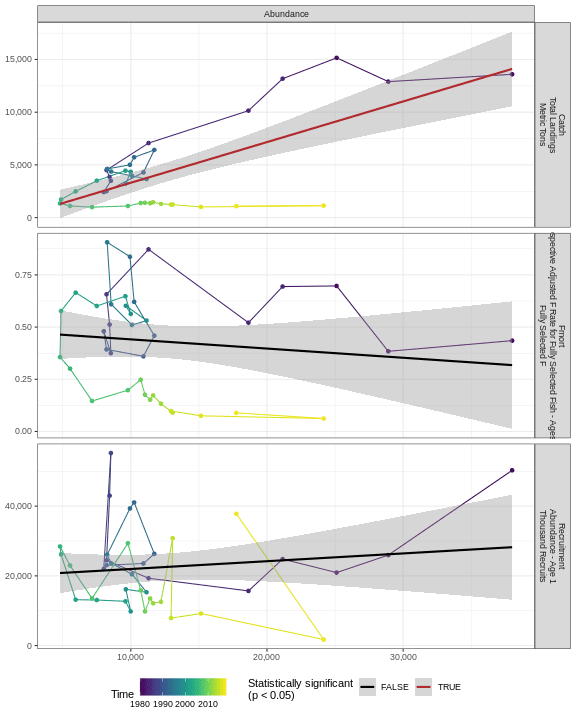 Abundance
15,000
10,000
5,000
0
Catch
Total Landings
Metric Tons
0.75
0.50
0.25
0.00
Fmort
spective Adjusted F Rate for Fully Selected Fish - Ages
Fully Selected F
40,000
20,000
0
Recruitment
Abundance - Age 1
Thousand Recruits
10,000 20,000 30,000
Time
1980 1990 2000 2010
Statistically significant
(p < 0.05)
FALSE TRUE